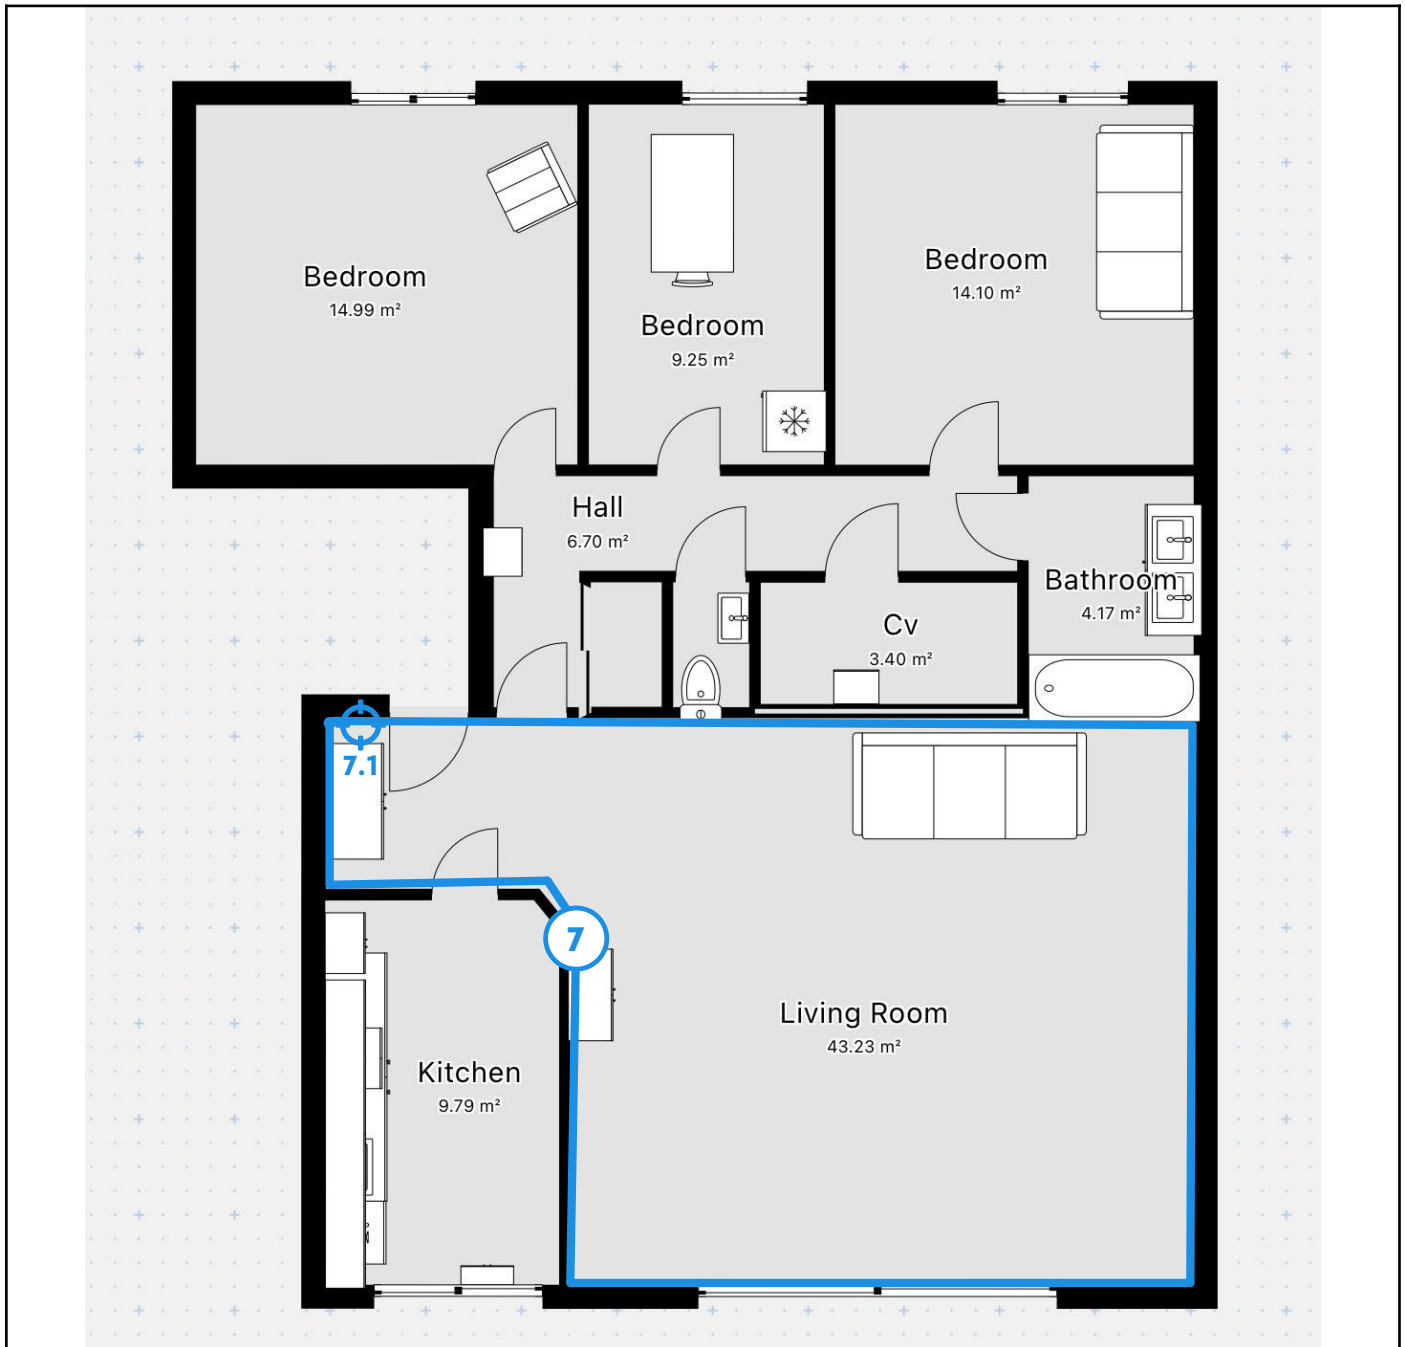 Bedroom
14.99 m²
Bedroom
9.25 m²
Bedroom
14.10 m²
Hall
6.70 m²
Bathroom
4.17 m²
Cv
3.40 m²
7.1
7
Living Room
43.23 m²
Kitchen
9.79 m²